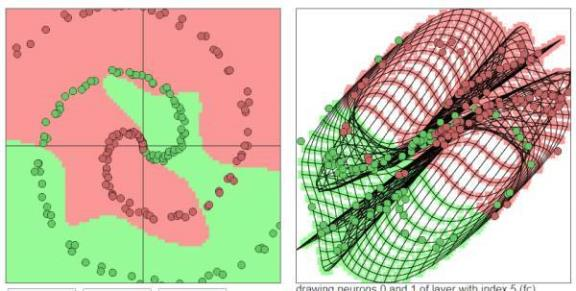 drawing neurons 0 and 1 of layer with index 5 (fc)